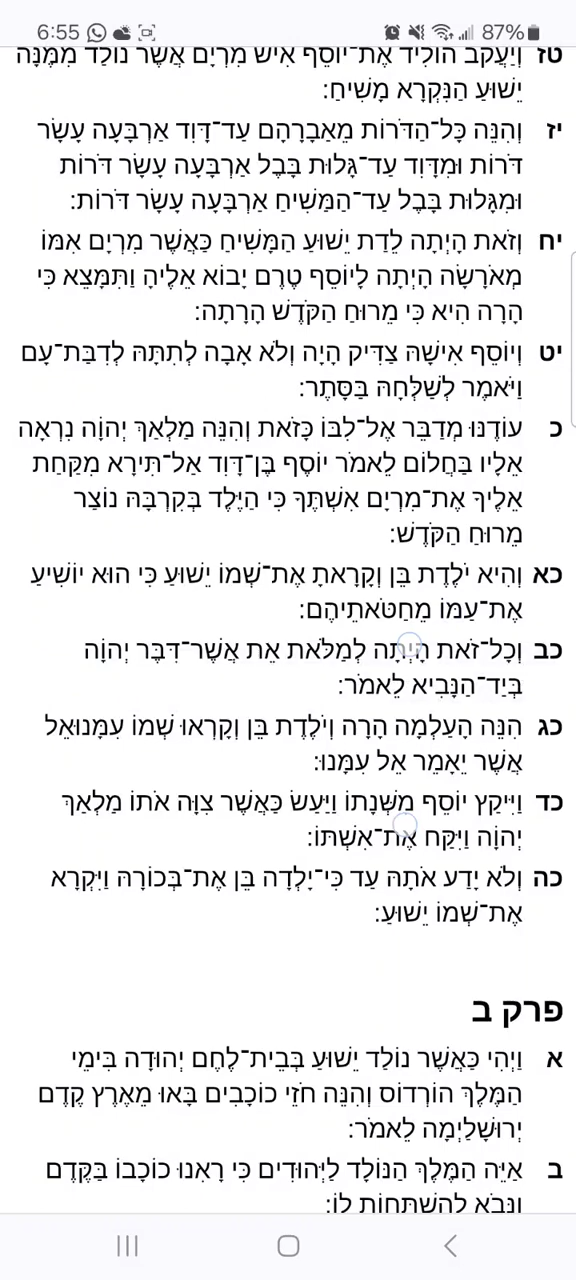 6:55 87%
טז וְיַעֲקֹב הוֹלִיד אֶת־יוֹסֵף אִישׁ מִרְיָם אֲשֶׁר נוֹלַד מִמֶּנָּה
יֵשׁוּעַ הַנִּקְרָא מָשִׁיחַ׃
יז וְהִנֵּה כָּל־הַדֹּרוֹת מֵאַבְרָהָם עַד־דָּוִד אַרְבָּעָה עָשָׂר
דֹּרוֹת וּמִדָּוִד עַד־גָּלוּת בָּבֶל אַרְבָּעָה עָשָׂר דֹּרוֹת
וּמִגָּלוּת בָּבֶל עַד־הַמָּשִׁיחַ אַרְבָּעָה עָשָׂר דֹּרוֹת׃
יח וְזֹאת הָיְתָה לֵדַת יֵשׁוּעַ הַמָּשִׁיחַ כַּאֲשֶׁר מִרְיָם אִמּוֹ
מְאֹרָשָׂה הָיְתָה לְיוֹסֵף טֶרֶם יָבוֹא אֵלֶיהָ וַתִּמָּצֵא כִּי
הָרָה הִיא כִּי מֵרוּחַ הַקֹּדֶשׁ הָרָתָה׃
יט וְיוֹסֵף אִישָׁהּ צַדִּיק הָיָה וְלֹא אָבָה לְתִתָּהּ לְדִבַּת־עָם
וַיֹּאמֶר לְשַׁלְּחָהּ בַּסָּתֶר׃
כ עוֹדֶנּוּ מְדַבֵּר אֶל־לִבּוֹ כָּזֹאת וְהִנֵּה מַלְאַךְ יְהוָֹה נִרְאָה
אֵלָיו בַּחֲלוֹם לֵאמֹר יוֹסֵף בֶּן־דָּוִד אַל־תִּירָא מִקַּחַת
אֵלֶיךָ אֶת־מִרְיָם אִשְׁתֶּךָ כִּי הַיֶּלֶד בְּקִרְבָּהּ נוֹצַר
מֵרוּחַ הַקֹּדֶשׁ׃
כא וְהִיא יֹלֶדֶת בֵּן וְקָרָאתָ אֶת־שְׁמוֹ יֵשׁוּעַ כִּי הוּא יוֹשִׁיעַ
אֶת־עַמּוֹ מֵחַטֹּאתֵיהֶם׃
כב וְכָל־זֹאת הָיְתָה לְמַלֹּאת אֵת אֲשֶׁר־דִּבֶּר יְהוָֹה
בְּיַד־הַנָּבִיא לֵאמֹר׃
כג הִנֵּה הָעַלְמָה הָרָה וְיֹלֶדֶת בֵּן וְקָרְאוּ שְׁמוֹ עִמָּנוּאֵל
אֲשֶׁר יֵאָמֵר אֵל עִמָּנוּ׃
כד וַיִּיקַץ יוֹסֵף מִשְּׁנָתוֹ וַיַּעַשׂ כַּאֲשֶׁר צִוָּה אֹתוֹ מַלְאַךְ
יְהוָֹה וַיִּקַּח אֶת־אִשְׁתּוֹ׃
כה וְלֹא יָדַע אֹתָהּ עַד כִּי־יָלְדָה בֵּן אֶת־בְּכוֹרָהּ וַיִּקְרָא
אֶת־שְׁמוֹ יֵשׁוּעַ׃
פרק ב
א וַיְהִי כַּאֲשֶׁר נוֹלַד יֵשׁוּעַ בְּבֵית־לֶחֶם יְהוּדָה בִּימֵי
הַמֶּלֶךְ הוֹרְדוֹס וְהִנֵּה חֹזֵי כוֹכָבִים בָּאוּ מֵאֶרֶץ קֶדֶם
יְרוּשָׁלַיְמָה לֵאמֹר׃
ב אַיֵּה הַמֶּלֶךְ הַנּוֹלָד לַיְּהוּדִים כִּי רָאִנוּ כוֹכָבוֹ בַּקֶּדֶם
וַנָּבֹא לְהִשְׁתַּחֲוֹת לוֹ׃